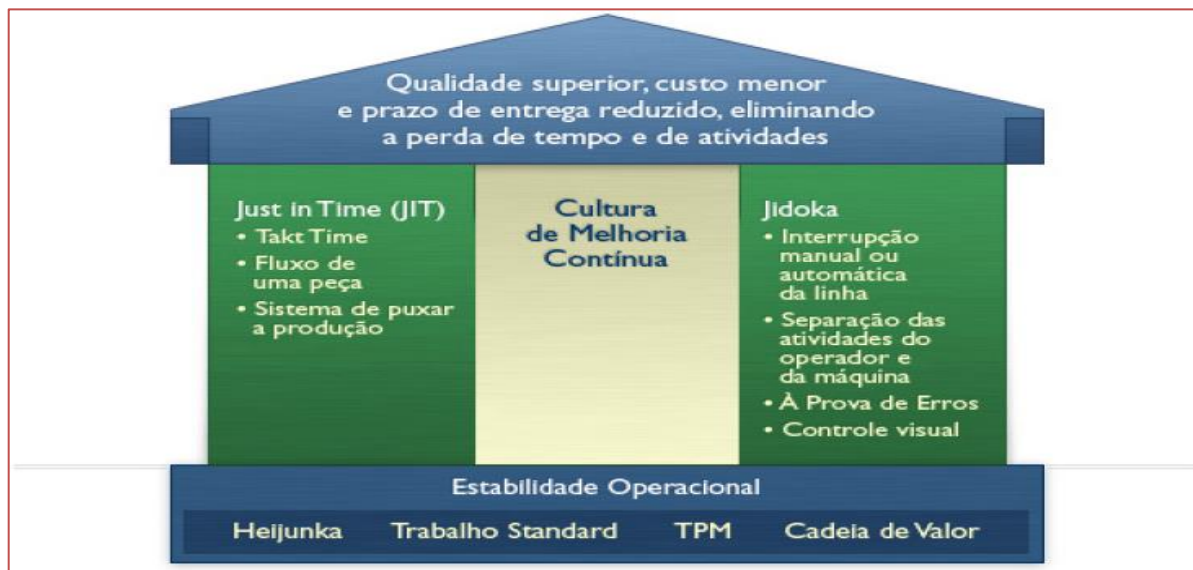 Qualidade superior, custo menor
e prazo de entrega reduzido, eliminando
a perda de tempo e de atividades
Just in Time (JIT)
• Takt Time
• Fluxo de
uma peça
• Sistema de puxar
a produção
Cultura
de Melhoria
Contínua
Jidoka
• Interrupção
manual ou
automática
da linha
• Separação das
atividades do
operador e
da máquina
• À Prova de Erros
• Controle visual
Estabilidade Operacional
Heijunka Trabalho Standard TPM Cadeia de Valor